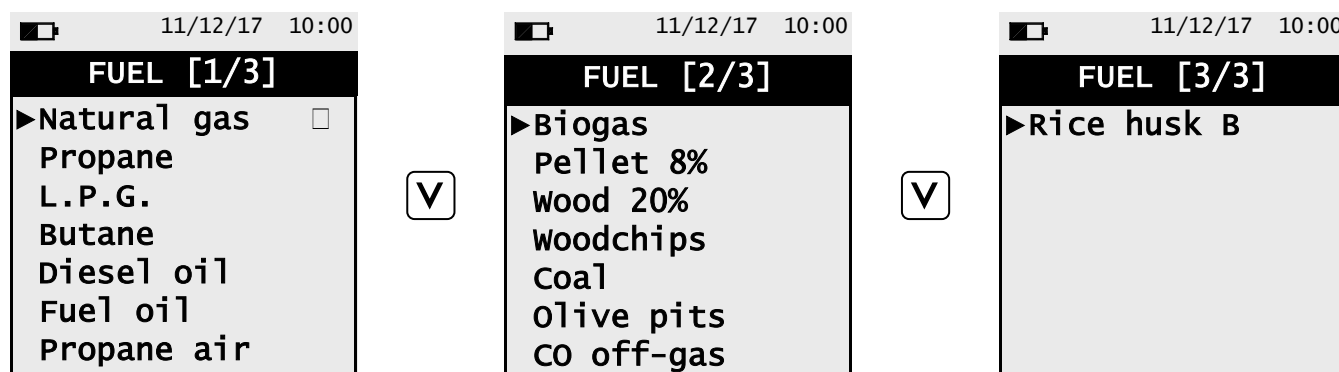 11/12/17 10:00
FUEL [1/3]
▶Natural gas □
Propane
L.P.G.
Butane
Diesel oil
Fuel oil
Propane air
V
11/12/17 10:00
FUEL [2/3]
▶Biogas
Pellet 8%
Wood 20%
Woodchips
Coal
Olive pits
CO off-gas
V
11/12/17 10:00
FUEL [3/3]
▶Rice husk B